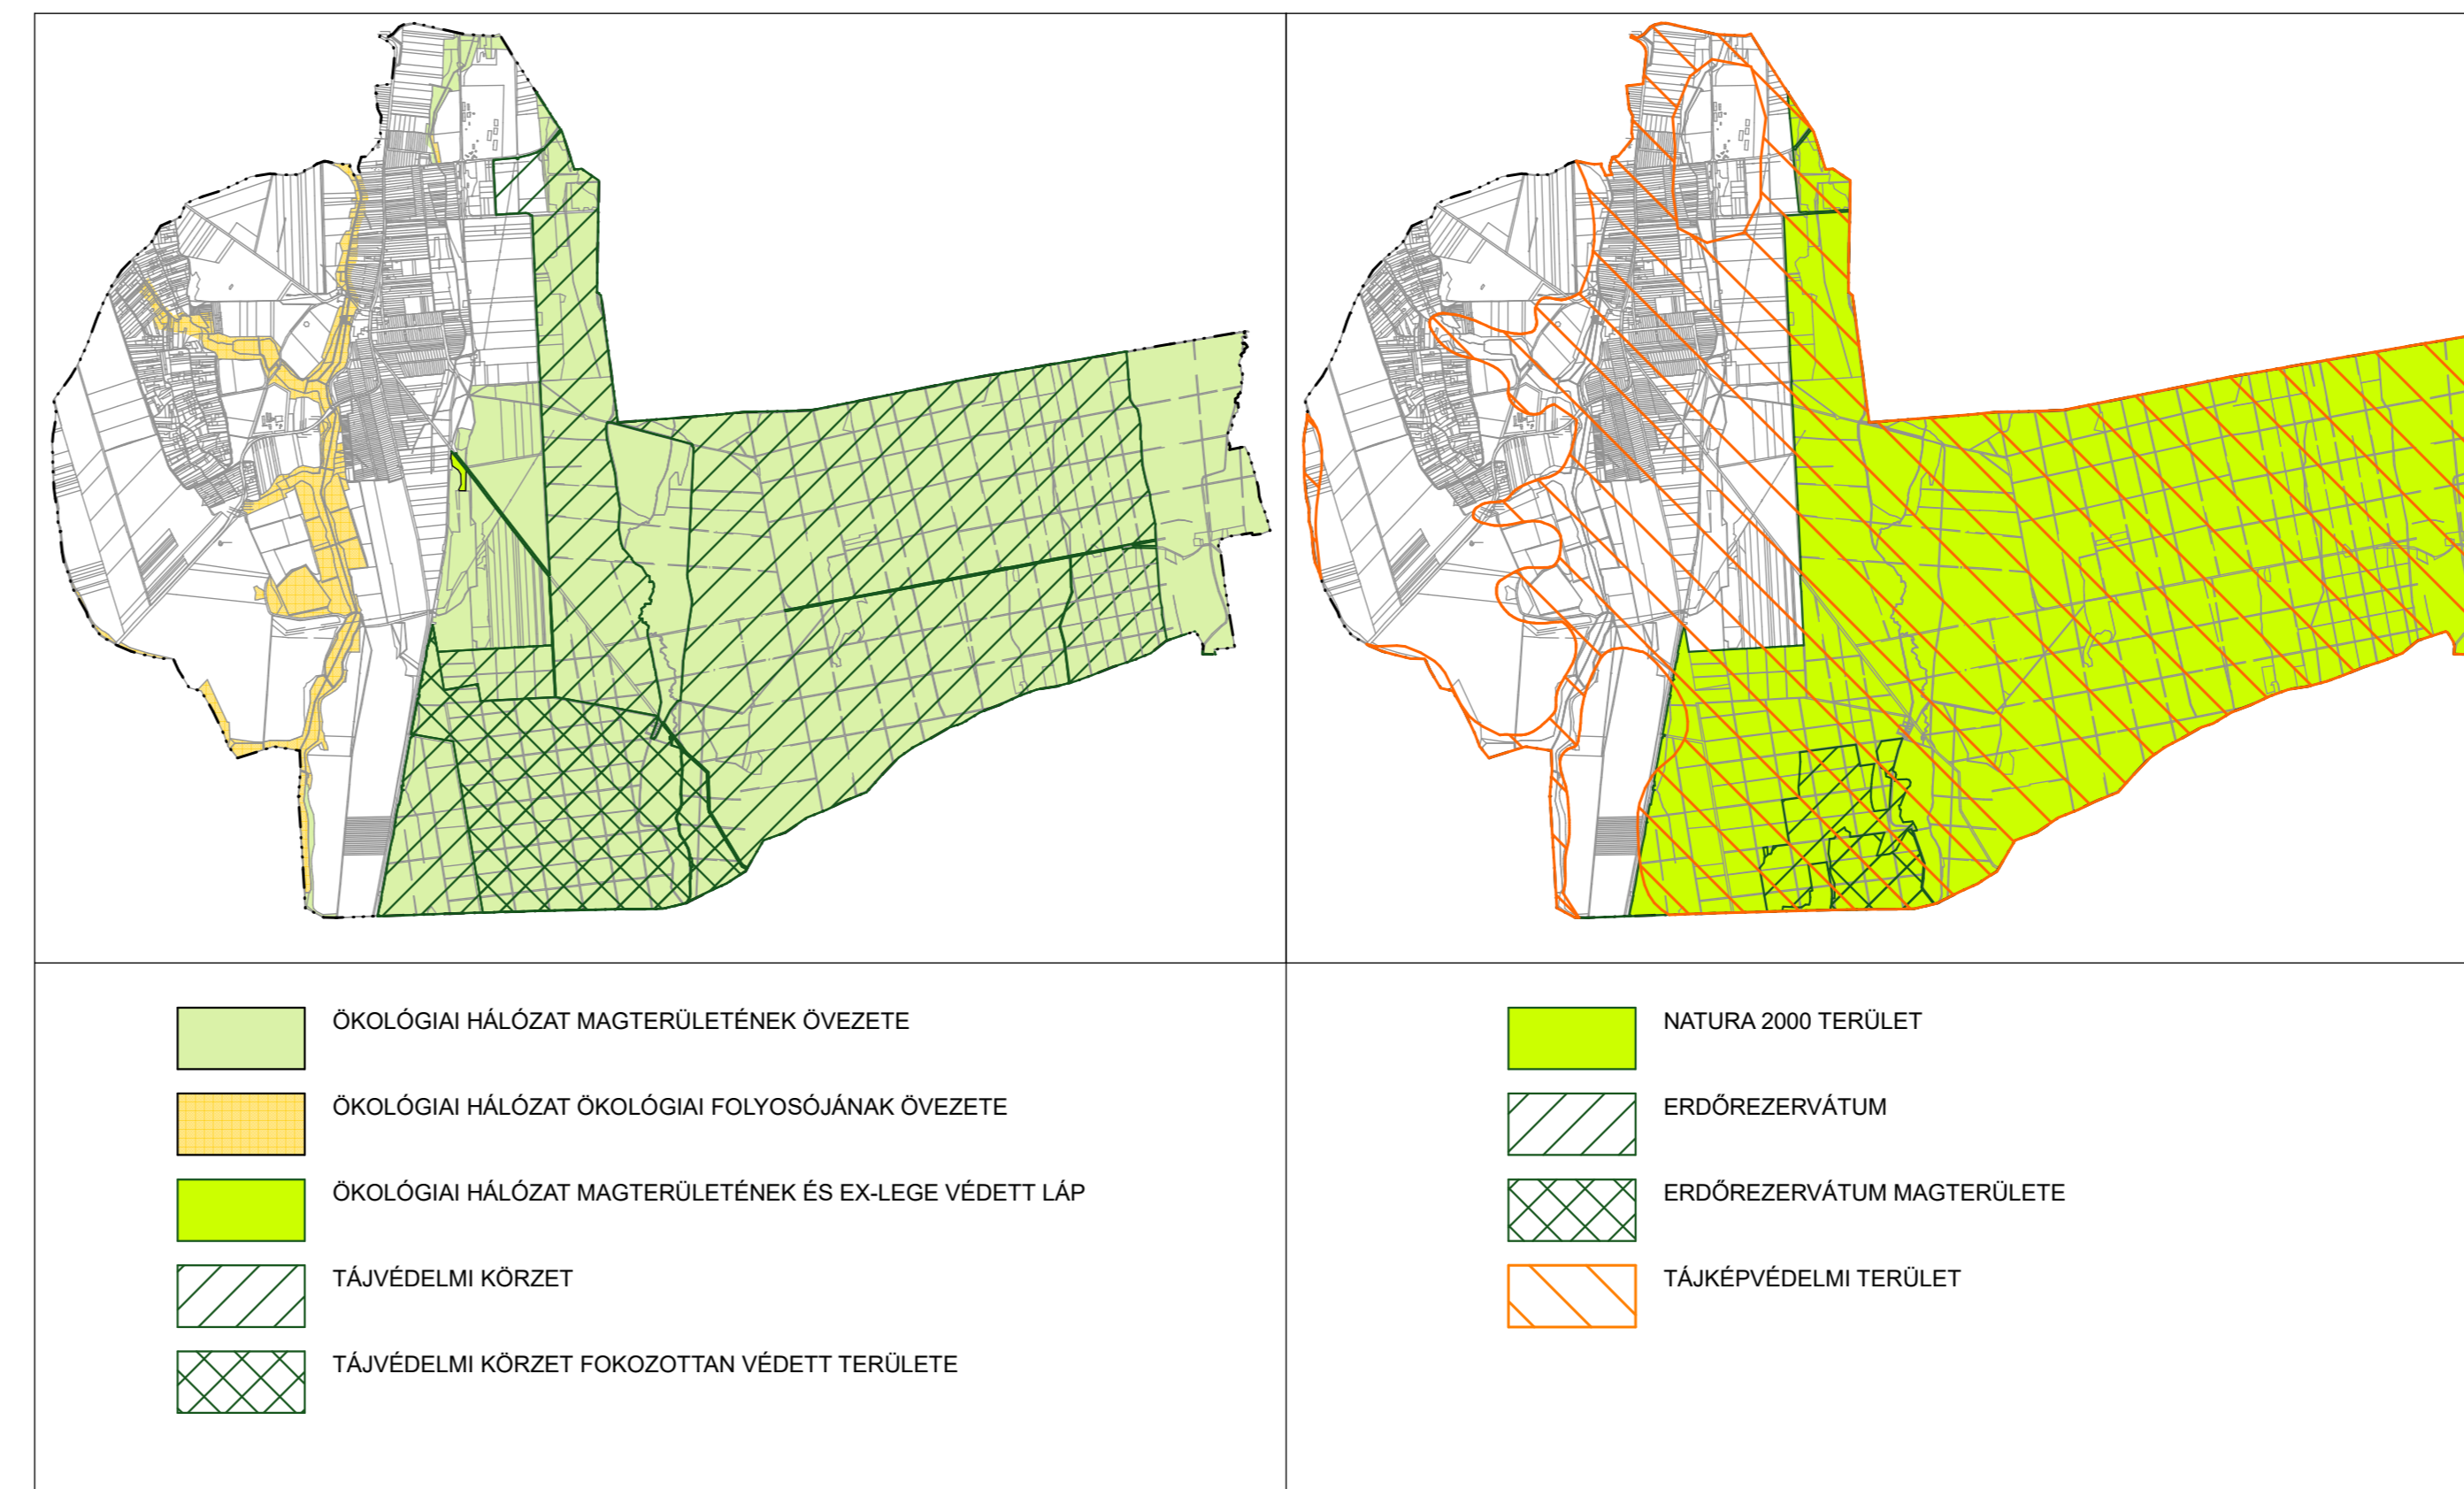 ÖKOLÓGIAI HÁLÓZAT MAGTERÜLETÉNEK ÖVEZETE
ÖKOLÓGIAI HÁLÓZAT ÖKOLÓGIAI FOLYOSÓJÁNAK ÖVEZETE
ÖKOLÓGIAI HÁLÓZAT MAGTERÜLETÉNEK ÉS EX-LEGE VÉDETT LÁP
TÁJVÉDELMI KÖRZET
TÁJVÉDELMI KÖRZET FOKOZOTTAN VÉDETT TERÜLETE
NATURA 2000 TERÜLET
ERDŐREZERVÁTUM
ERDŐREZERVÁTUM MAGTERÜLETE
TÁJKÉPVÉDELMI TERÜLET